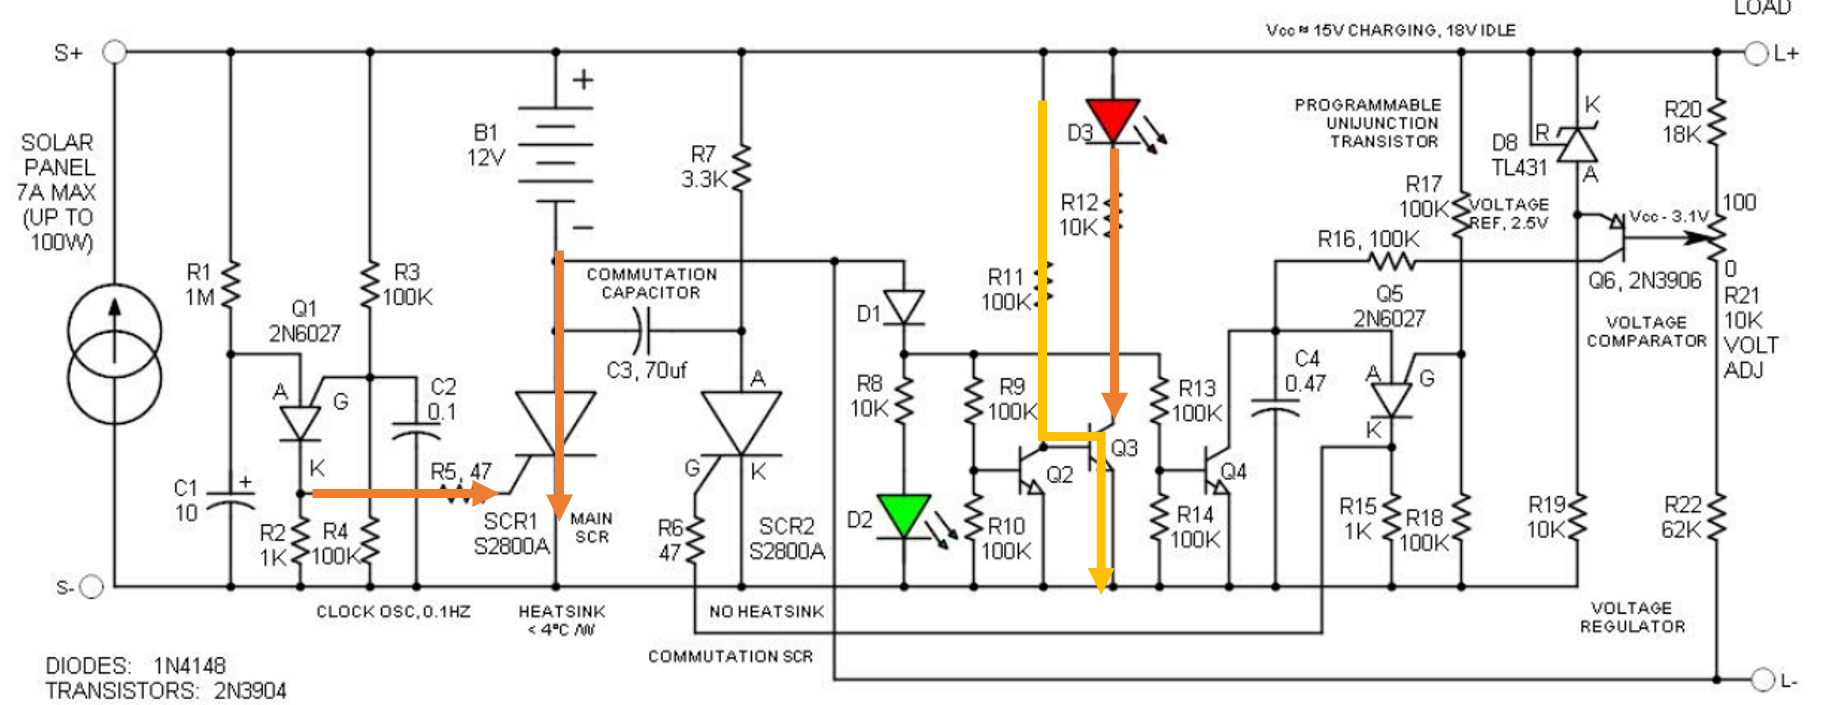 LOAD
Vcc ≈ 15V CHARGING, 18V IDLE
S+
L+
+
B1
12V
−
SOLAR
PANEL
7A MAX
(UP TO
100W)
R7
3.3K
D3
PROGRAMMABLE
UNIJUNCTION
TRANSISTOR
K
R
D8
TL431
A
R20
18K
R12
10K
R17
100K
VOLTAGE
REF, 2.5V
Vcc - 3.1V
100
0
R16, 100K
Q6, 2N3906
R1
1M
R3
100K
COMMUTATION
CAPACITOR
R11
100K
Q1
2N6027
D1
Q5
2N6027
VOLTAGE
COMPARATOR
R21
10K
VOLT
ADJ
C3, 70uf
C4
0.47
A
G
C2
0.1
A
R8
10K
R9
100K
R13
100K
A
G
K
K
R5, 47
G
K
Q2
Q3
Q4
C1
10
+
SCR1
S2800A
MAIN
SCR
R6
47
SCR2
S2800A
D2
R10
100K
R14
100K
R15
1K
R18
100K
R19
10K
R22
62K
R2
1K
R4
100K
S-
CLOCK OSC, 0.1HZ
HEATSINK
< 4°C /W
NO HEATSINK
VOLTAGE
REGULATOR
COMMUTATION SCR
DIODES: 1N4148
TRANSISTORS: 2N3904
L-